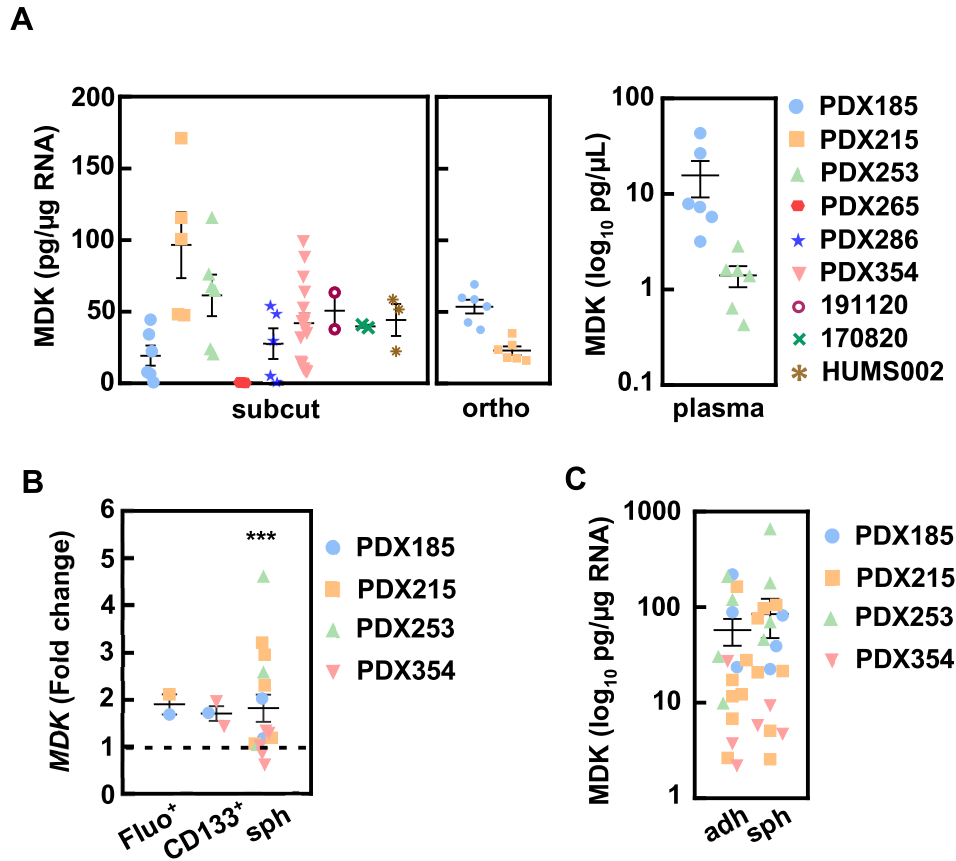 A
MDK (pg/µg RNA)
200
150
100
50
0
subcut
ortho
MDK (log10 pg/µL)
100
10
1
0.1
plasma
PDX185
PDX215
PDX253
PDX265
PDX286
PDX354
191120
170820
HUMS002
B
MDK (Fold change)
6
5
4
3
2
1
0
***
Fluo+
CD133+
sph
PDX185
PDX215
PDX253
PDX354
C
MDK (log10 pg/µg RNA)
1000
100
10
1
adh
sph
PDX185
PDX215
PDX253
PDX354